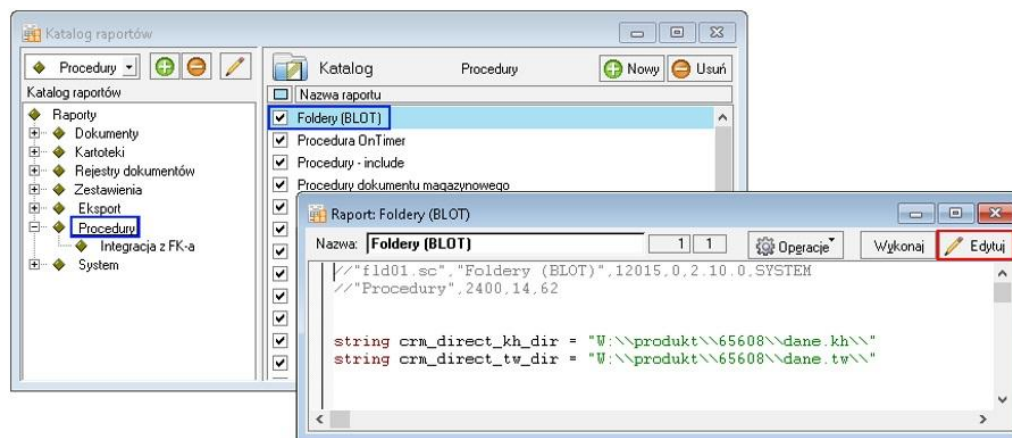 Katalog raportów
Procedury
Katalog raportów
Raporty
Dokumenty
Kartoteki
Rejestry dokumentów
Zestawienia
Eksport
Procedury
Integracja z FK-a
System
Katalog Procedury Nowy Usuń
Nazwa raportu
Foldery (BLOT)
Procedura OnTimer
Procedury - include
Procedury dokumentu magazynowego
Raport: Foldery (BLOT)
Nazwa: Foldery (BLOT) 1 1 Operacje Wykonaj Edytuj
//"fld01.sc","Foldery (BLOT)",12015,0,2.10.0,SYSTEM
//"Procedury",2400,14,62
string crm_direct_kh_dir = "W:\\produkt\\65608\\dane.kh\\"
string crm_direct_tw_dir = "W:\\produkt\\65608\\dane.tw\\"